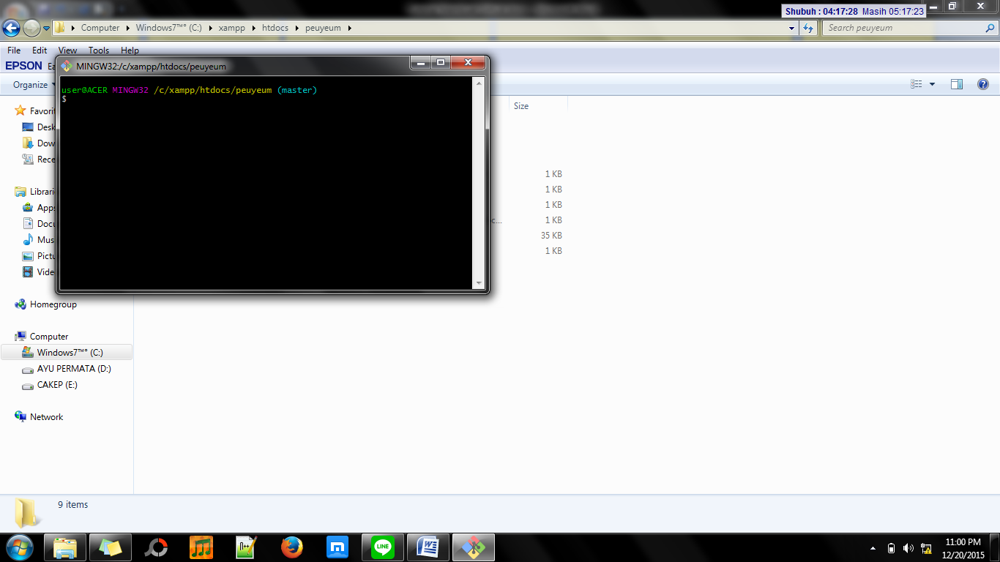 Shubuh : 04:17:28 Masih 05:17:23
Computer Windows7™° (C:) xampp htdocs peuyeum
Search peuyeum
File Edit View Tools Help
EPSON
MINGW32:/c/xampp/htdocs/peuyeum
user@ACER MINGW32 /c/xampp/htdocs/peuyeum (master)
$
Organize
Favorit
Desk
Dow
Rece
Librari
Apps
Docu
Mus
Pictu
Vide
Homegroup
Computer
Windows7™° (C:)
AYU PERMATA (D:)
CAKEP (E:)
Network
Size
1 KB
1 KB
1 KB
c...
1 KB
35 KB
1 KB
9 items
LINE
11:00 PM
12/20/2015